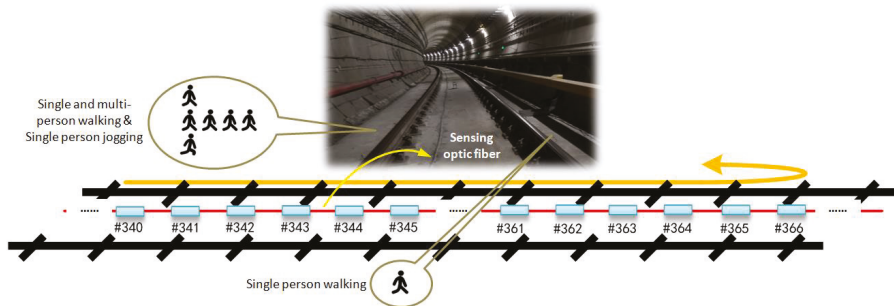 Single and multi-
person walking &
Single person jogging
Sensing
optic fiber
...... #340 #341 #342 #343 #344 #345 ...... #361 #362 #363 #364 #365 #366 ......
Single person walking